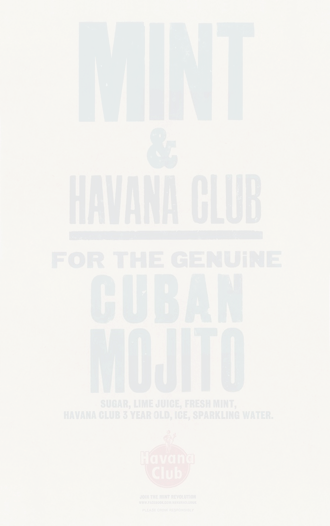 MINT
&
HAVANA CLUB
FOR THE GENUiNE
CUBAN
MOJITO
SUGAR, LIME JUICE, FRESH MINT,
HAVANA CLUB 3 YEAR OLD, ICE, SPARKLING WATER.
Havana
Club